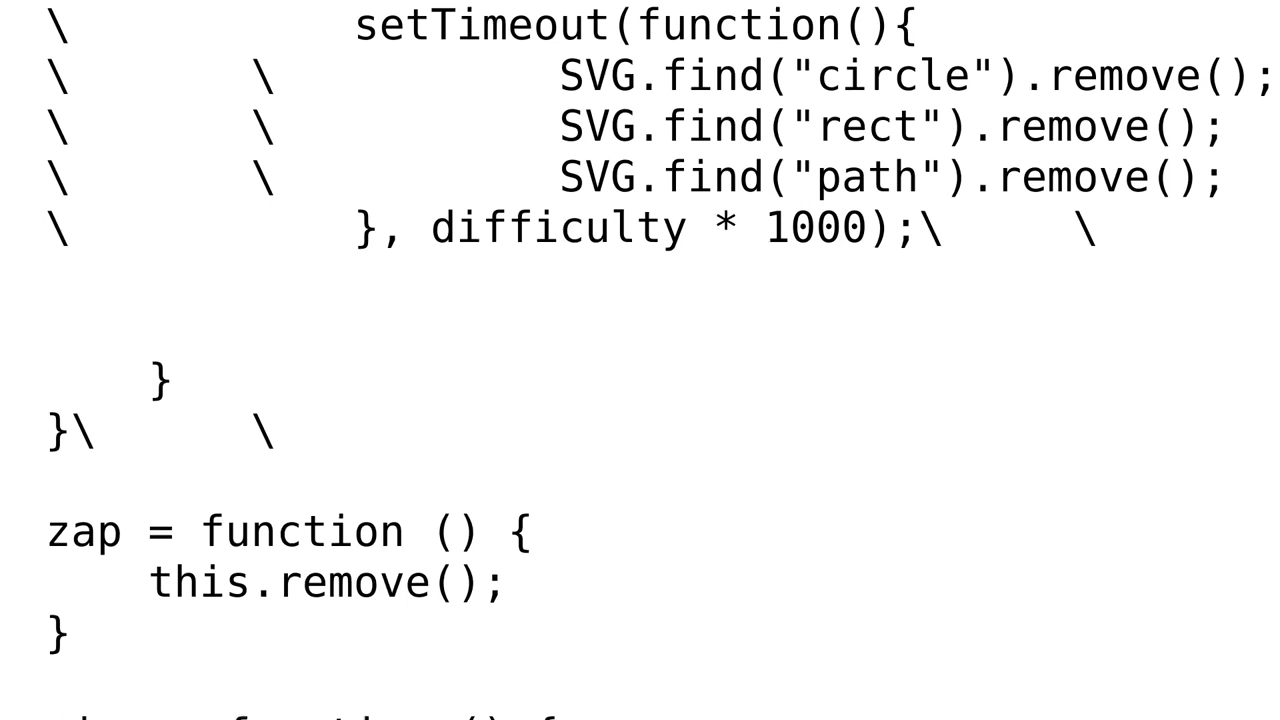 \           setTimeout(function(){
\       \           SVG.find("circle").remove();
\       \           SVG.find("rect").remove();
\       \           SVG.find("path").remove();
\           }, difficulty * 1000);\     \
    }
}\      \
zap = function () {
    this.remove();
}